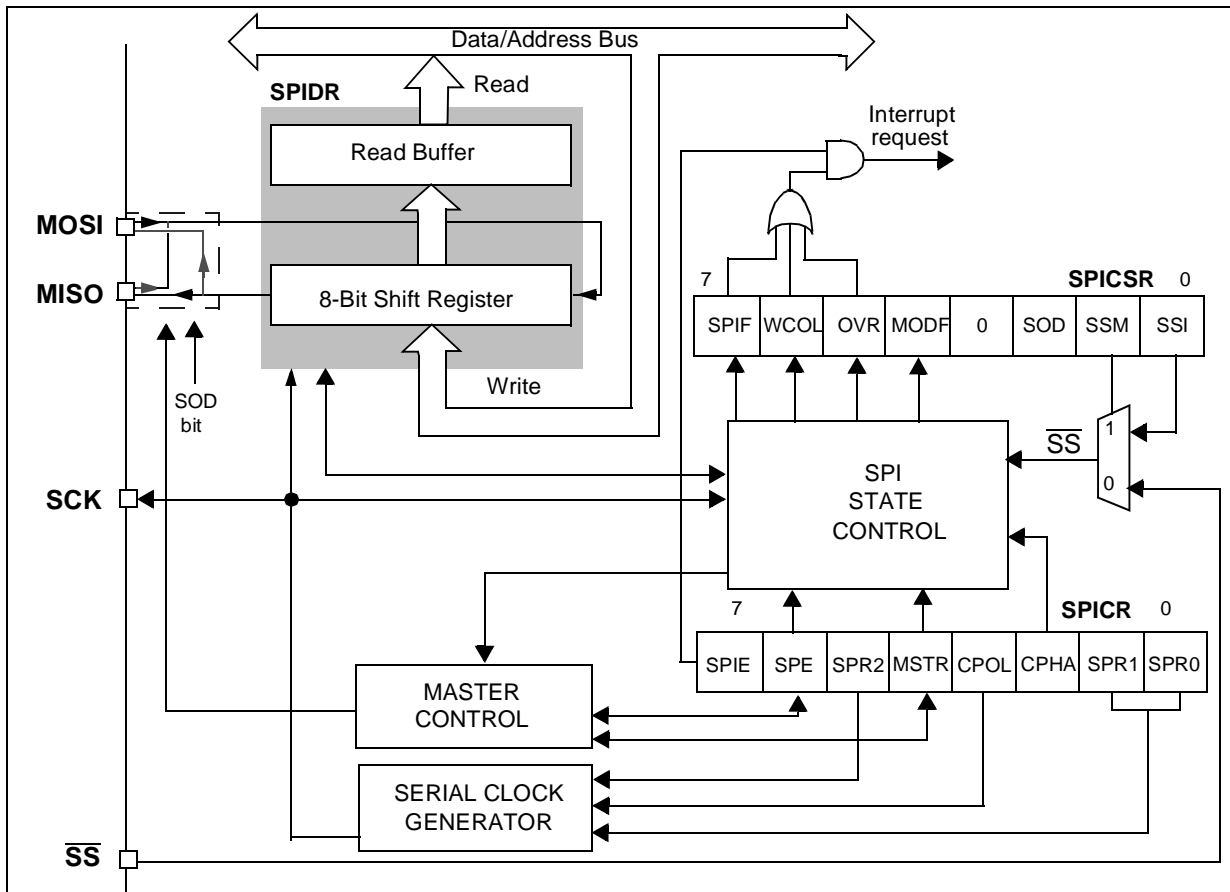 Data/Address Bus
SPIDR
Read
Read Buffer
Interrupt
request
MOSI
MISO
8-Bit Shift Register
7
SPICSR
0
SPIF
WCOL
OVR
MODF
0
SOD
SSM
SSI
Write
SOD
bit
1
SS
0
SCK
SPI
STATE
CONTROL
7
SPICR
0
SPIE
SPE
SPR2
MSTR
CPOL
CPHA
SPR1
SPR0
MASTER
CONTROL
SERIAL CLOCK
GENERATOR
SS